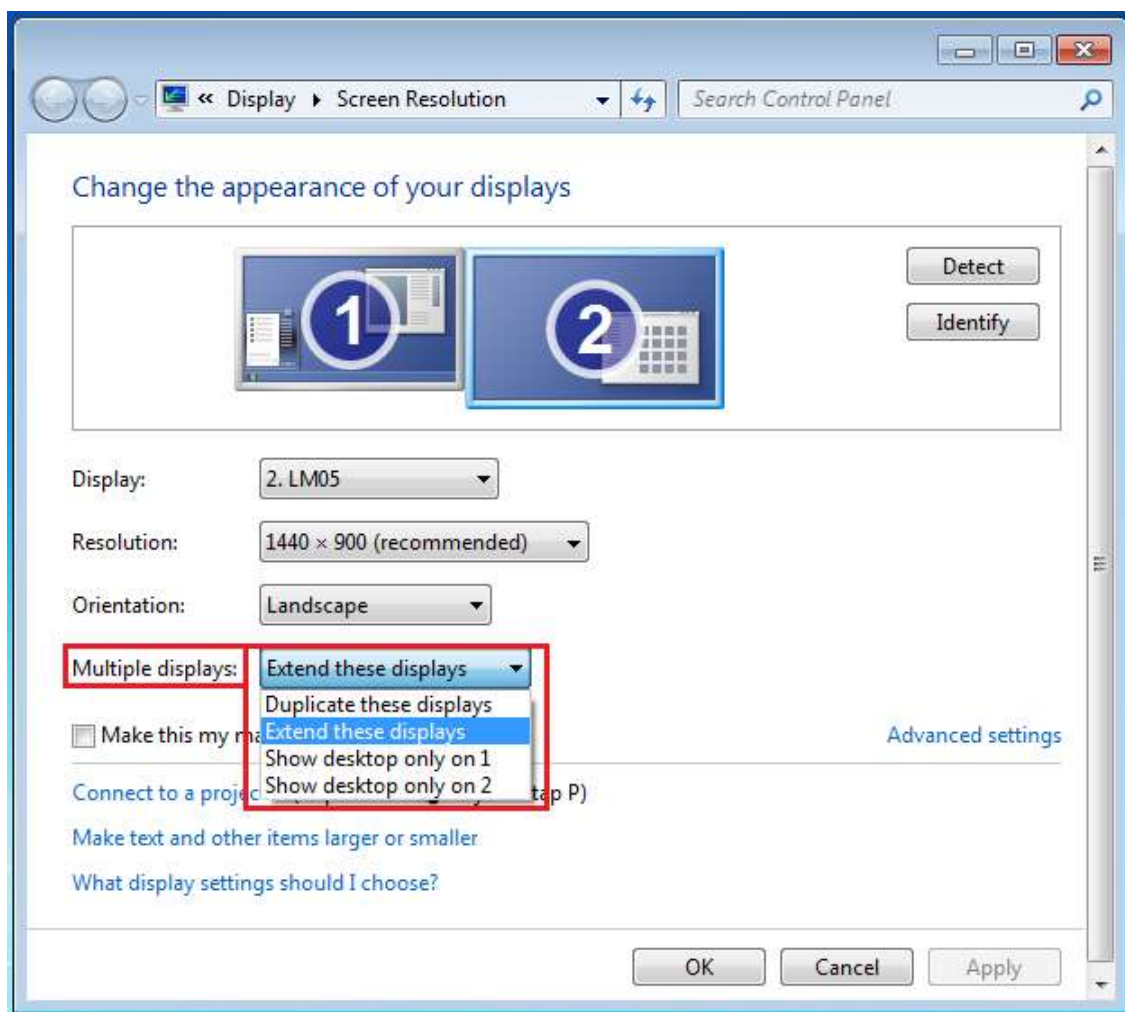 « Display ▸ Screen Resolution
Search Control Panel
Change the appearance of your displays
1
2
Detect
Identify
Display:
2. LM05
Resolution:
1440 × 900 (recommended)
Orientation:
Landscape
Multiple displays:
Extend these displays
Duplicate these displays
Extend these displays
Show desktop only on 1
Show desktop only on 2
Make this my
Advanced settings
Connect to a
tap P)
Make text and other items larger or smaller
What display settings should I choose?
OK
Cancel
Apply